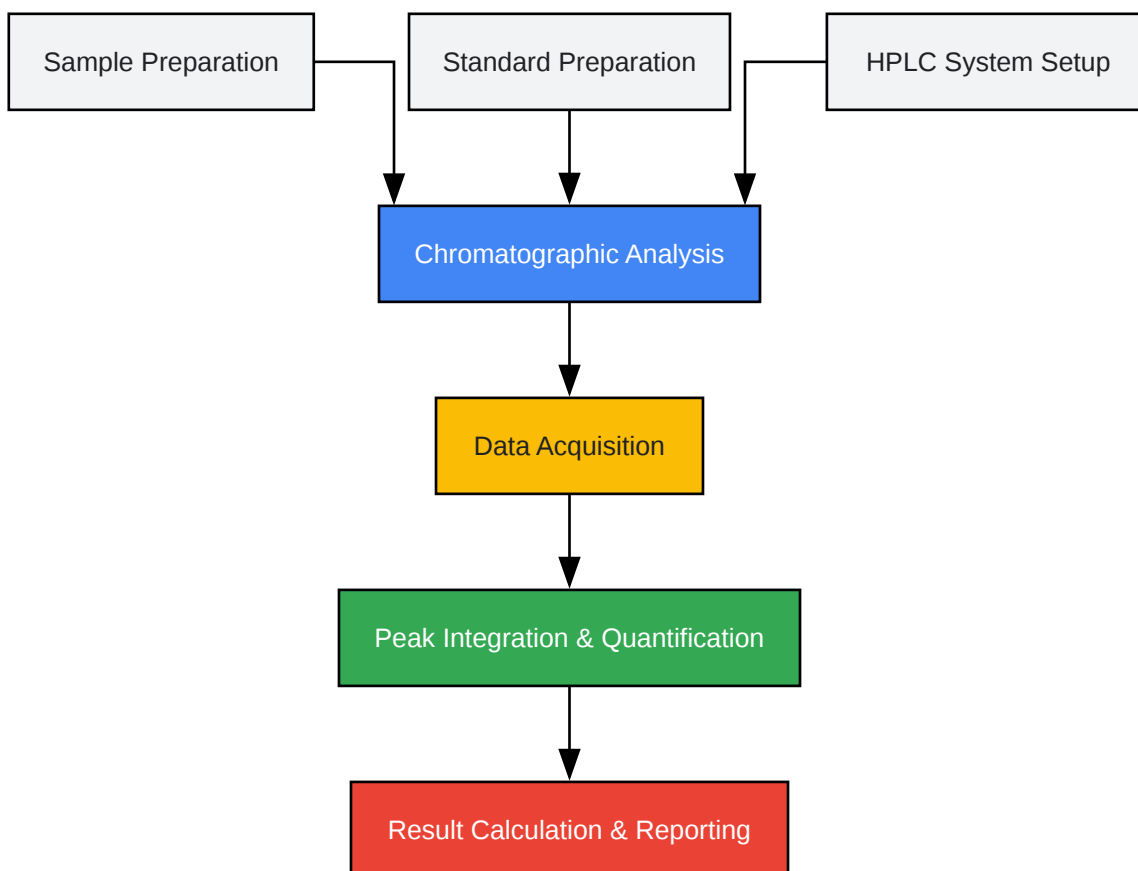 Sample Preparation
Standard Preparation
HPLC System Setup
Chromatographic Analysis
Data Acquisition
Peak Integration & Quantification
Result Calculation & Reporting